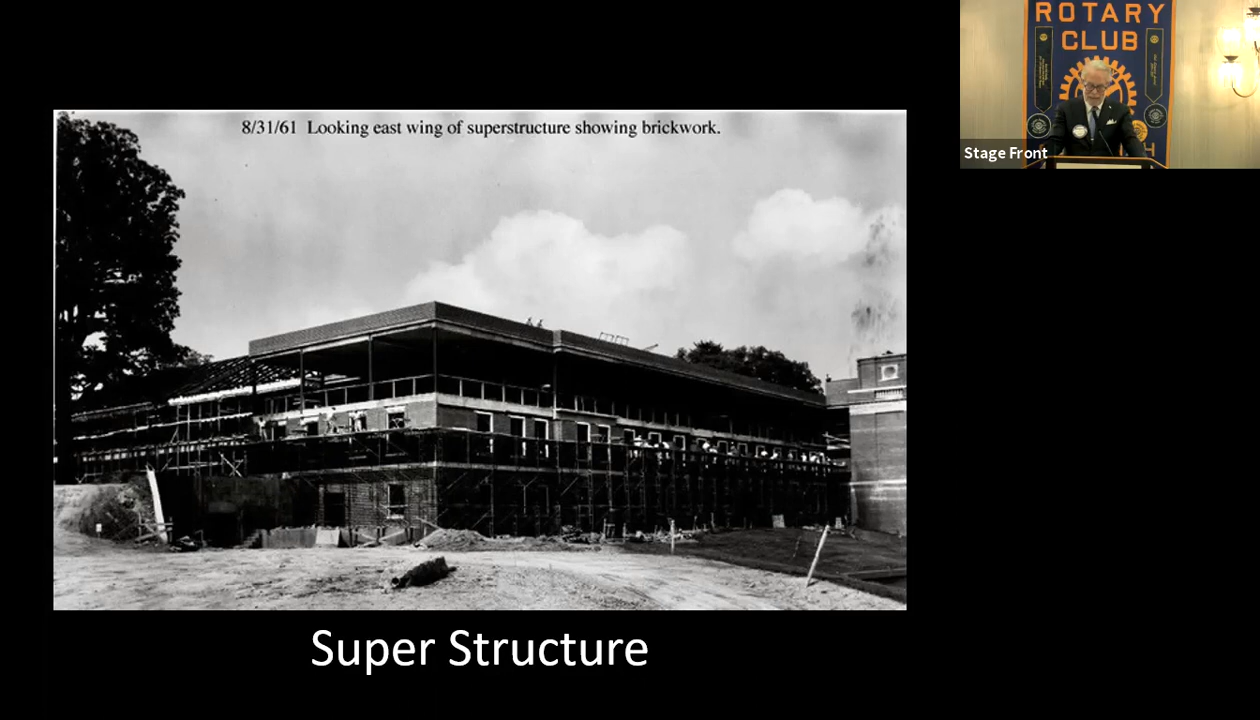 8/31/61 Looking east wing of superstructure showing brickwork.
Super Structure
ROTARY
CLUB
Stage Front